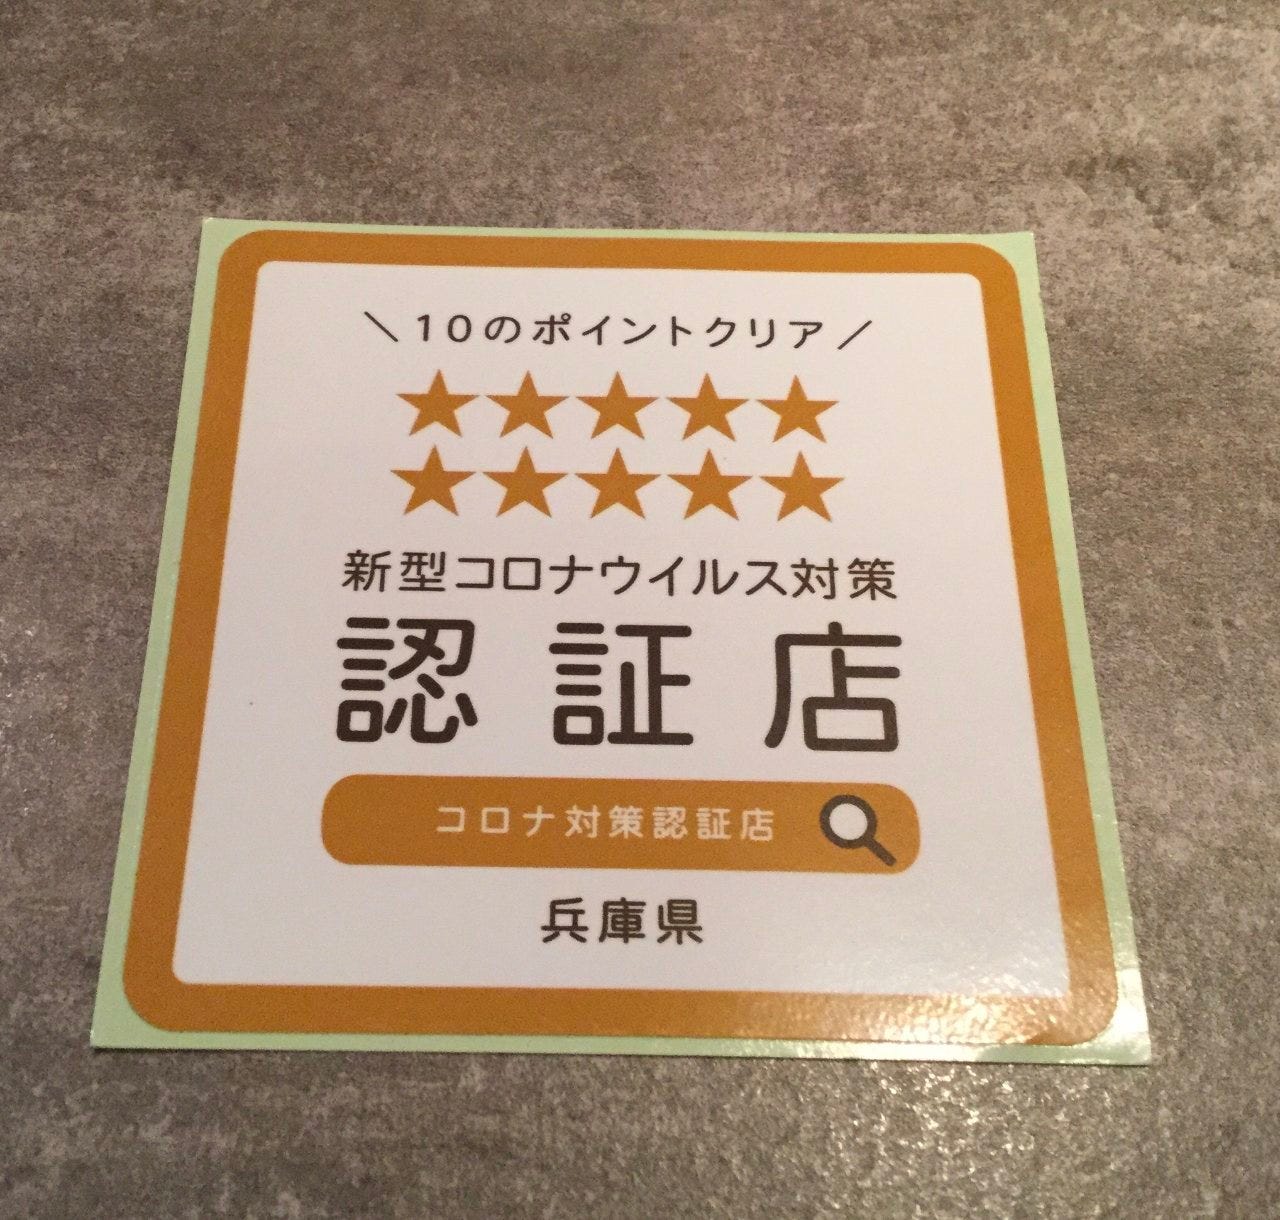 ＼10のポイントクリア／
★★★★★
★★★★★
新型コロナウイルス対策
認証店
コロナ対策認証店
兵庫県